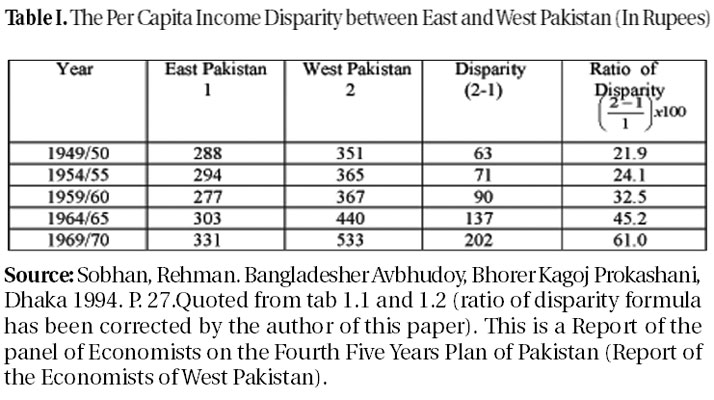 Table I. The Per Capita Income Disparity between East and West Pakistan (In Rupees)
Year East Pakistan 1 West Pakistan 2 Disparity (2-1) Ratio of Disparity (2-1/1)x100
1949/50 288 351 63 21.9
1954/55 294 365 71 24.1
1959/60 277 367 90 32.5
1964/65 303 440 137 45.2
1969/70 331 533 202 61.0
Source: Sobhan, Rehman. Bangladesher Avbhudoy, Bhorer Kagoj Prokashani,
Dhaka 1994. P. 27.Quoted from tab 1.1 and 1.2 (ratio of disparity formula
has been corrected by the author of this paper). This is a Report of the
panel of Economists on the Fourth Five Years Plan of Pakistan (Report of
the Economists of West Pakistan).